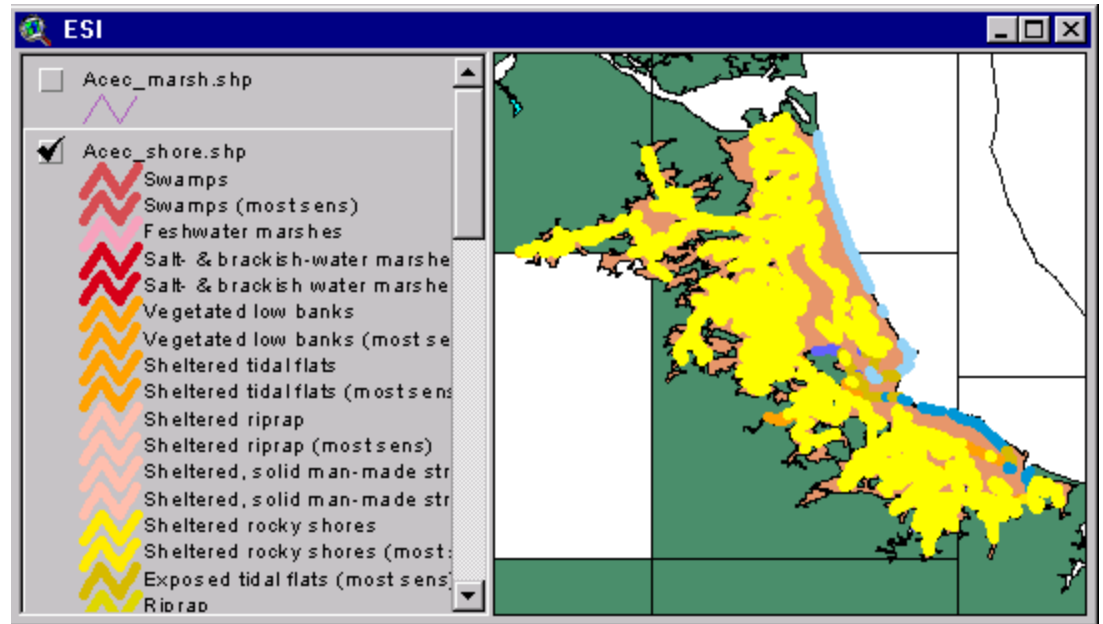 ESI
Acec_marsh.shp
Acec_shore.shp
Swamps
Swamps (most sens)
Feshwater marshes
Salt- & brackish-water marshe
Salt- & brackish water marshe
Vegetated low banks
Vegetated low banks (most se
Sheltered tidal flats
Sheltered tidal flats (most sens
Sheltered riprap
Sheltered riprap (most sens)
Sheltered, solid man-made str
Sheltered, solid man-made str
Sheltered rocky shores
Sheltered rocky shores (most
Exposed tidal flats (most sens
Riprap